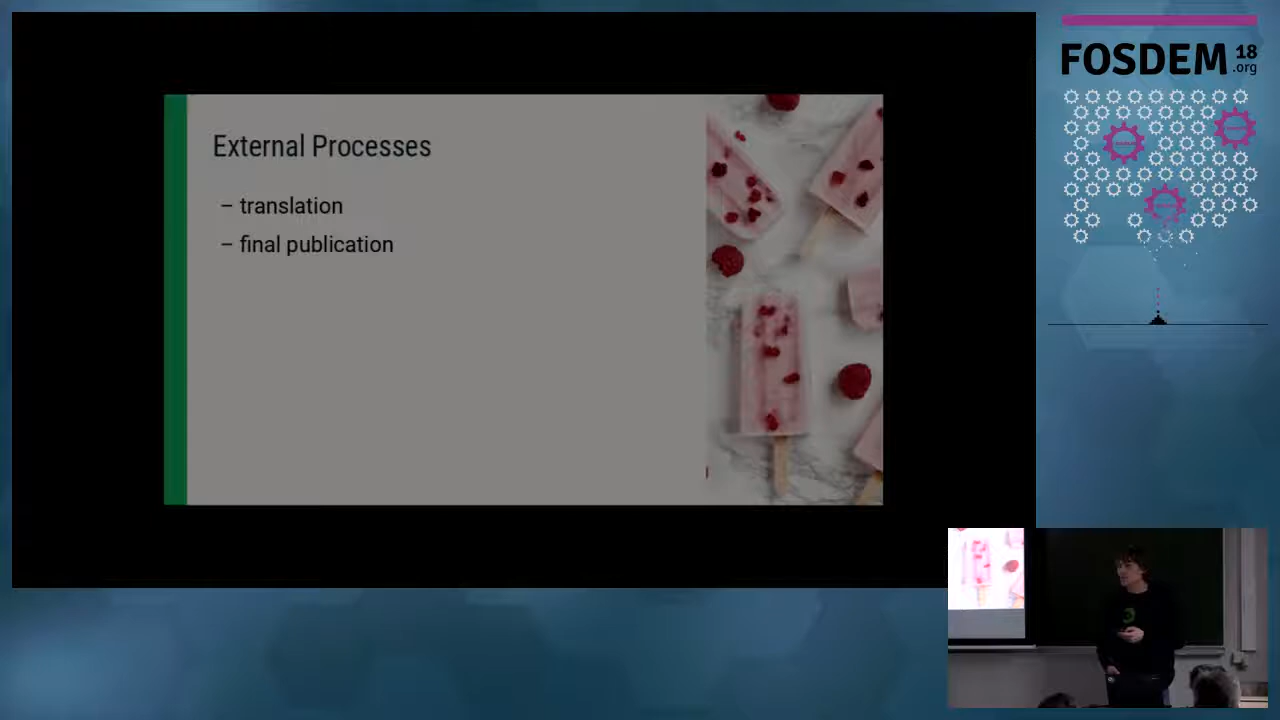 External Processes
– translation
– final publication
FOSDEM 18
.org